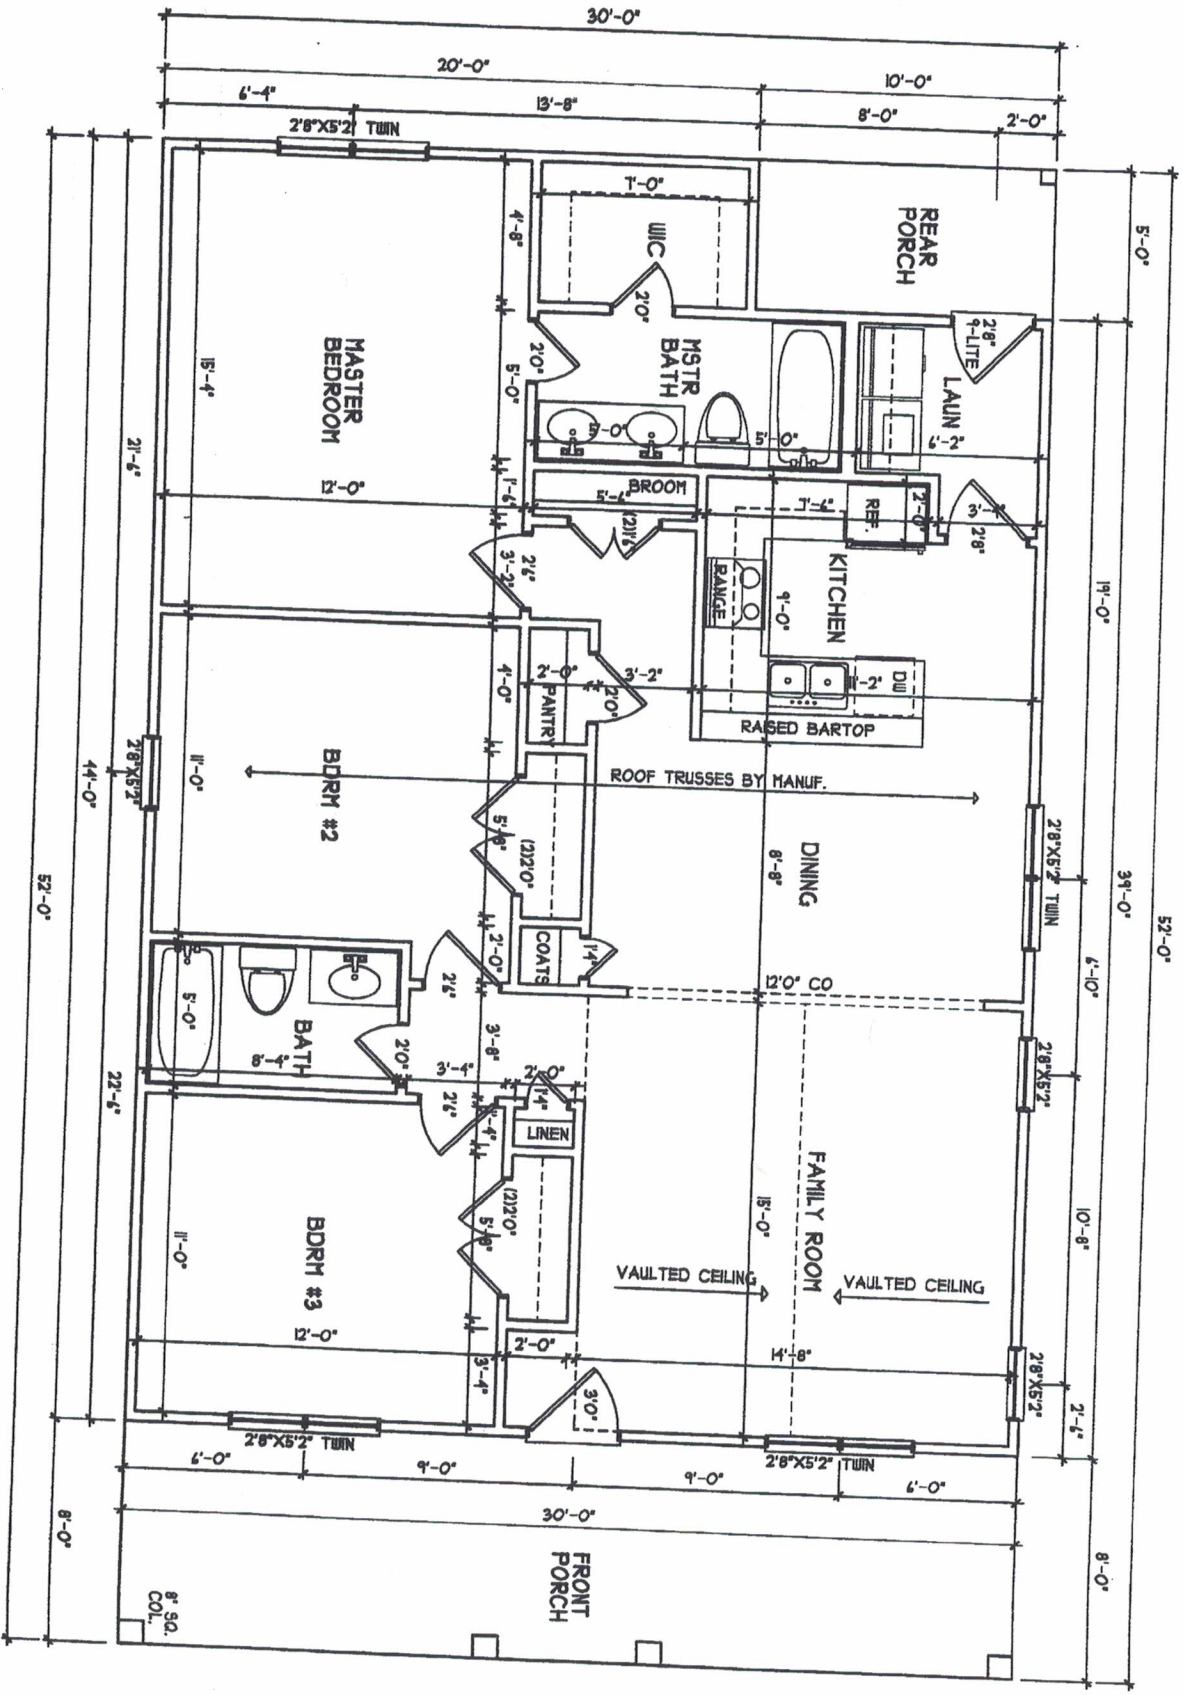 30'-0"
20'-0"
10'-0"
6'-4"
13'-8"
8'-0"
2'-0"
2'8"X5'2" TWIN
5'-0"
7'-0"
4'-8"
WIC
2'0"
REAR
PORCH
2'8"
9-LITE
LAUN
6'-2"
MSTR
BATH
2'0"
5'-0"
5'-0"
5'-0"
MASTER
BEDROOM
15'-4"
21'-6"
12'-0"
1'-6"
BROOM
5'-6"
(2)1'6"
7'-6"
REF.
2'-0"
3'-4"
2'8"
19'-0"
2'6"
3'-2"
RANGE
9'-0"
KITCHEN
4'-0"
2'-0"
PANTRY
2'0"
3'-2"
11'-2"
DW
RAISED BARTOP
ROOF TRUSSES BY MANUF.
2'8"X5'2"
44'-0"
52'-0"
11'-0"
BDRM #2
5'-8"
(2)2'0"
DINING
8'-8"
2'8"X5'2" TWIN
39'-0"
52'-0"
6'-10"
2'-0"
COATS
1'4"
12'0" CO
2'6"
5'-0"
BATH
8'-4"
2'0"
3'-8"
3'-4"
2'-0"
1'4"
LINEN
2'8"X5'2"
22'-6"
2'6"
1'-4"
FAMILY ROOM
15'-0"
10'-8"
11'-0"
BDRM #3
(2)2'0"
5'-8"
VAULTED CEILING
VAULTED CEILING
12'-0"
2'-0"
14'-8"
3'-4"
3'0"
2'8"X5'2"
2'-6"
2'8"X5'2" TWIN
2'8"X5'2" TWIN
6'-0"
9'-0"
9'-0"
6'-0"
30'-0"
8'-0"
8'-0"
FRONT
PORCH
8" SQ.
COL.